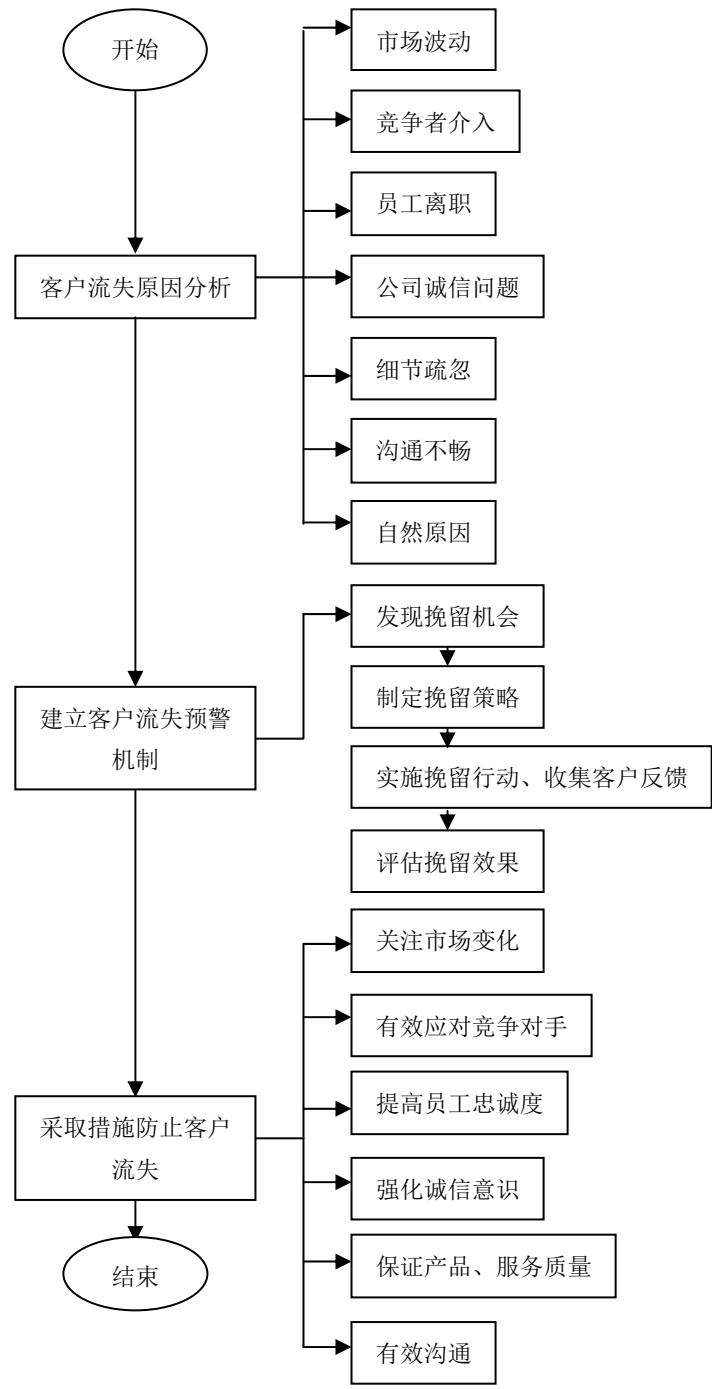 开始
市场波动
竞争者介入
员工离职
客户流失原因分析
公司诚信问题
细节疏忽
沟通不畅
自然原因
发现挽留机会
制定挽留策略
建立客户流失预警
机制
实施挽留行动、收集客户反馈
评估挽留效果
关注市场变化
有效应对竞争对手
提高员工忠诚度
采取措施防止客户
流失
强化诚信意识
保证产品、服务质量
有效沟通
结束